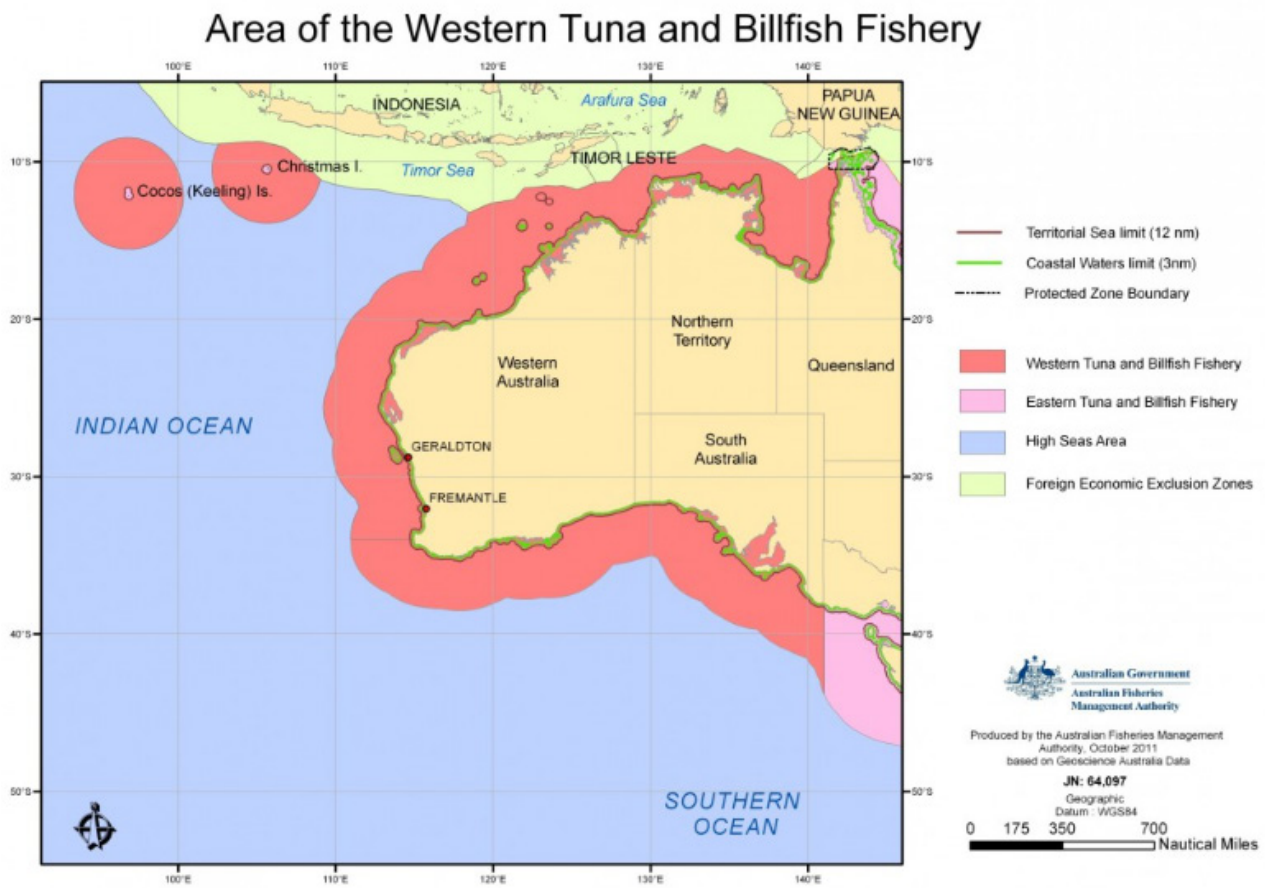 Area of the Western Tuna and Billfish Fishery
100°E
110°E
120°E
130°E
140°E
INDONESIA
Arafura Sea
PAPUA
NEW GUINEA
10°S
Christmas I.
Timor Sea
TIMOR LESTE
10°S
Cocos (Keeling) Is.
Territorial Sea limit (12 nm)
Coastal Waters limit (3nm)
Protected Zone Boundary
20°S
Northern
Territory
20°S
Western
Australia
Queensland
Western Tuna and Billfish Fishery
Eastern Tuna and Billfish Fishery
INDIAN OCEAN
GERALDTON
South
Australia
High Seas Area
30°S
30°S
Foreign Economic Exclusion Zones
FREMANTLE
40°S
40°S
Australian Government
Australian Fisheries
Management Authority
Produced by the Australian Fisheries Management
Authority, October 2011
based on Geoscience Australia Data
JN: 64,097
Geographic
Datum : WGS84
50°S
SOUTHERN
OCEAN
50°S
0 175 350 700
Nautical Miles
100°E
110°E
120°E
130°E
140°E